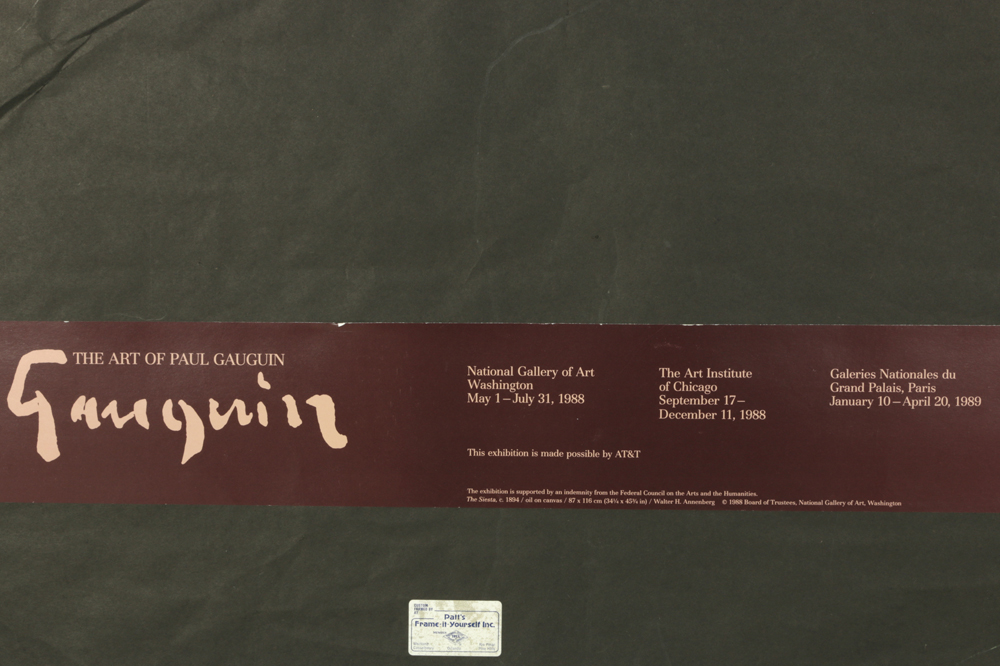 THE ART OF PAUL GAUGUIN
Gauguin
National Gallery of Art
Washington
May 1 – July 31, 1988
The Art Institute
of Chicago
September 17 –
December 11, 1988
Galeries Nationales du
Grand Palais, Paris
January 10 – April 20, 1989
This exhibition is made possible by AT&T
The exhibition is supported by an indemnity from the Federal Council on the Arts and the Humanities.
The Siesta, c. 1894 / oil on canvas / 87 x 116 cm (34¼ x 45¾ in) / Walter H. Annenberg © 1988 Board of Trustees, National Gallery of Art, Washington
CUSTOM
Patt's
Frame-it-Yourself Inc.